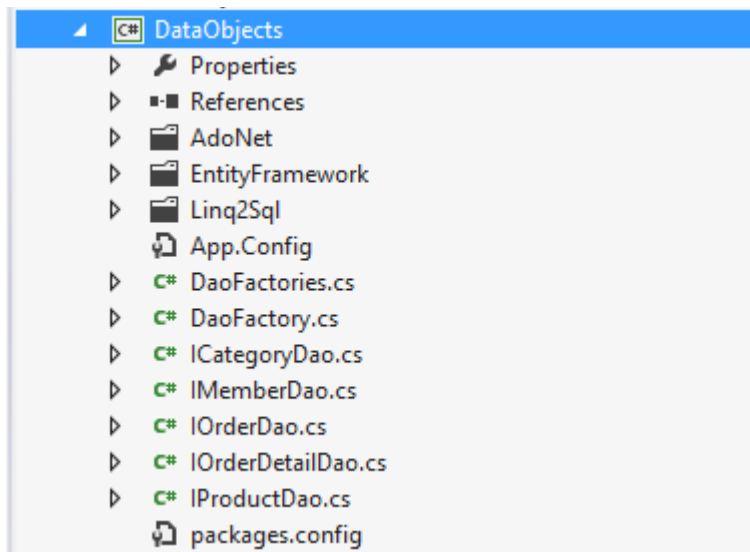 C# DataObjects
Properties
References
AdoNet
EntityFramework
Linq2Sql
App.Config
C# DaoFactories.cs
C# DaoFactory.cs
C# ICategoryDao.cs
C# IMemberDao.cs
C# IOrderDao.cs
C# IOrderDetailDao.cs
C# IProductDao.cs
packages.config